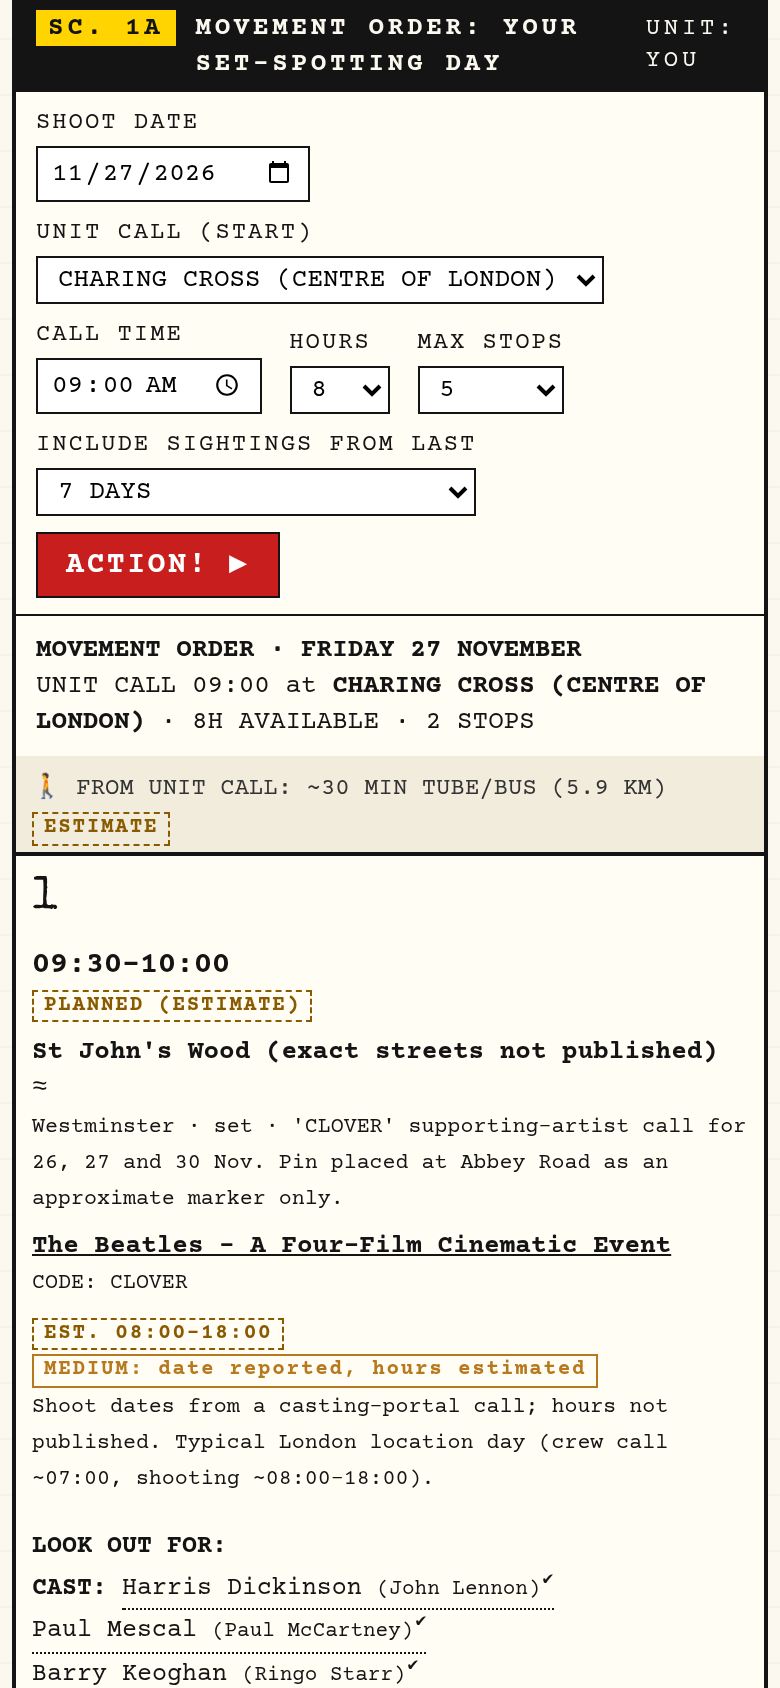 SC. 1A
MOVEMENT ORDER: YOUR
SET-SPOTTING DAY
UNIT:
YOU
SHOOT DATE
11/27/2026
UNIT CALL (START)
CHARING CROSS (CENTRE OF LONDON)
CALL TIME
HOURS
MAX STOPS
09:00 AM
8
5
INCLUDE SIGHTINGS FROM LAST
7 DAYS
ACTION! ►
MOVEMENT ORDER · FRIDAY 27 NOVEMBER
UNIT CALL 09:00 at CHARING CROSS (CENTRE OF
LONDON) · 8H AVAILABLE · 2 STOPS
🚶 FROM UNIT CALL: ~30 MIN TUBE/BUS (5.9 KM)
ESTIMATE
1
09:30–10:00
PLANNED (ESTIMATE)
St John's Wood (exact streets not published)
≈
Westminster · set · 'CLOVER' supporting-artist call for
26, 27 and 30 Nov. Pin placed at Abbey Road as an
approximate marker only.
The Beatles – A Four-Film Cinematic Event
CODE: CLOVER
EST. 08:00–18:00
MEDIUM: date reported, hours estimated
Shoot dates from a casting-portal call; hours not
published. Typical London location day (crew call
~07:00, shooting ~08:00–18:00).
LOOK OUT FOR:
CAST: Harris Dickinson (John Lennon)✔
Paul Mescal (Paul McCartney)✔
Barry Keoghan (Ringo Starr)✔